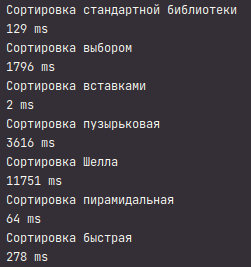 Сортировка стандартной библиотеки
129 ms
Сортировка выбором
1796 ms
Сортировка вставками
2 ms
Сортировка пузырьковая
3616 ms
Сортировка Шелла
11751 ms
Сортировка пирамидальная
64 ms
Сортировка быстрая
278 ms